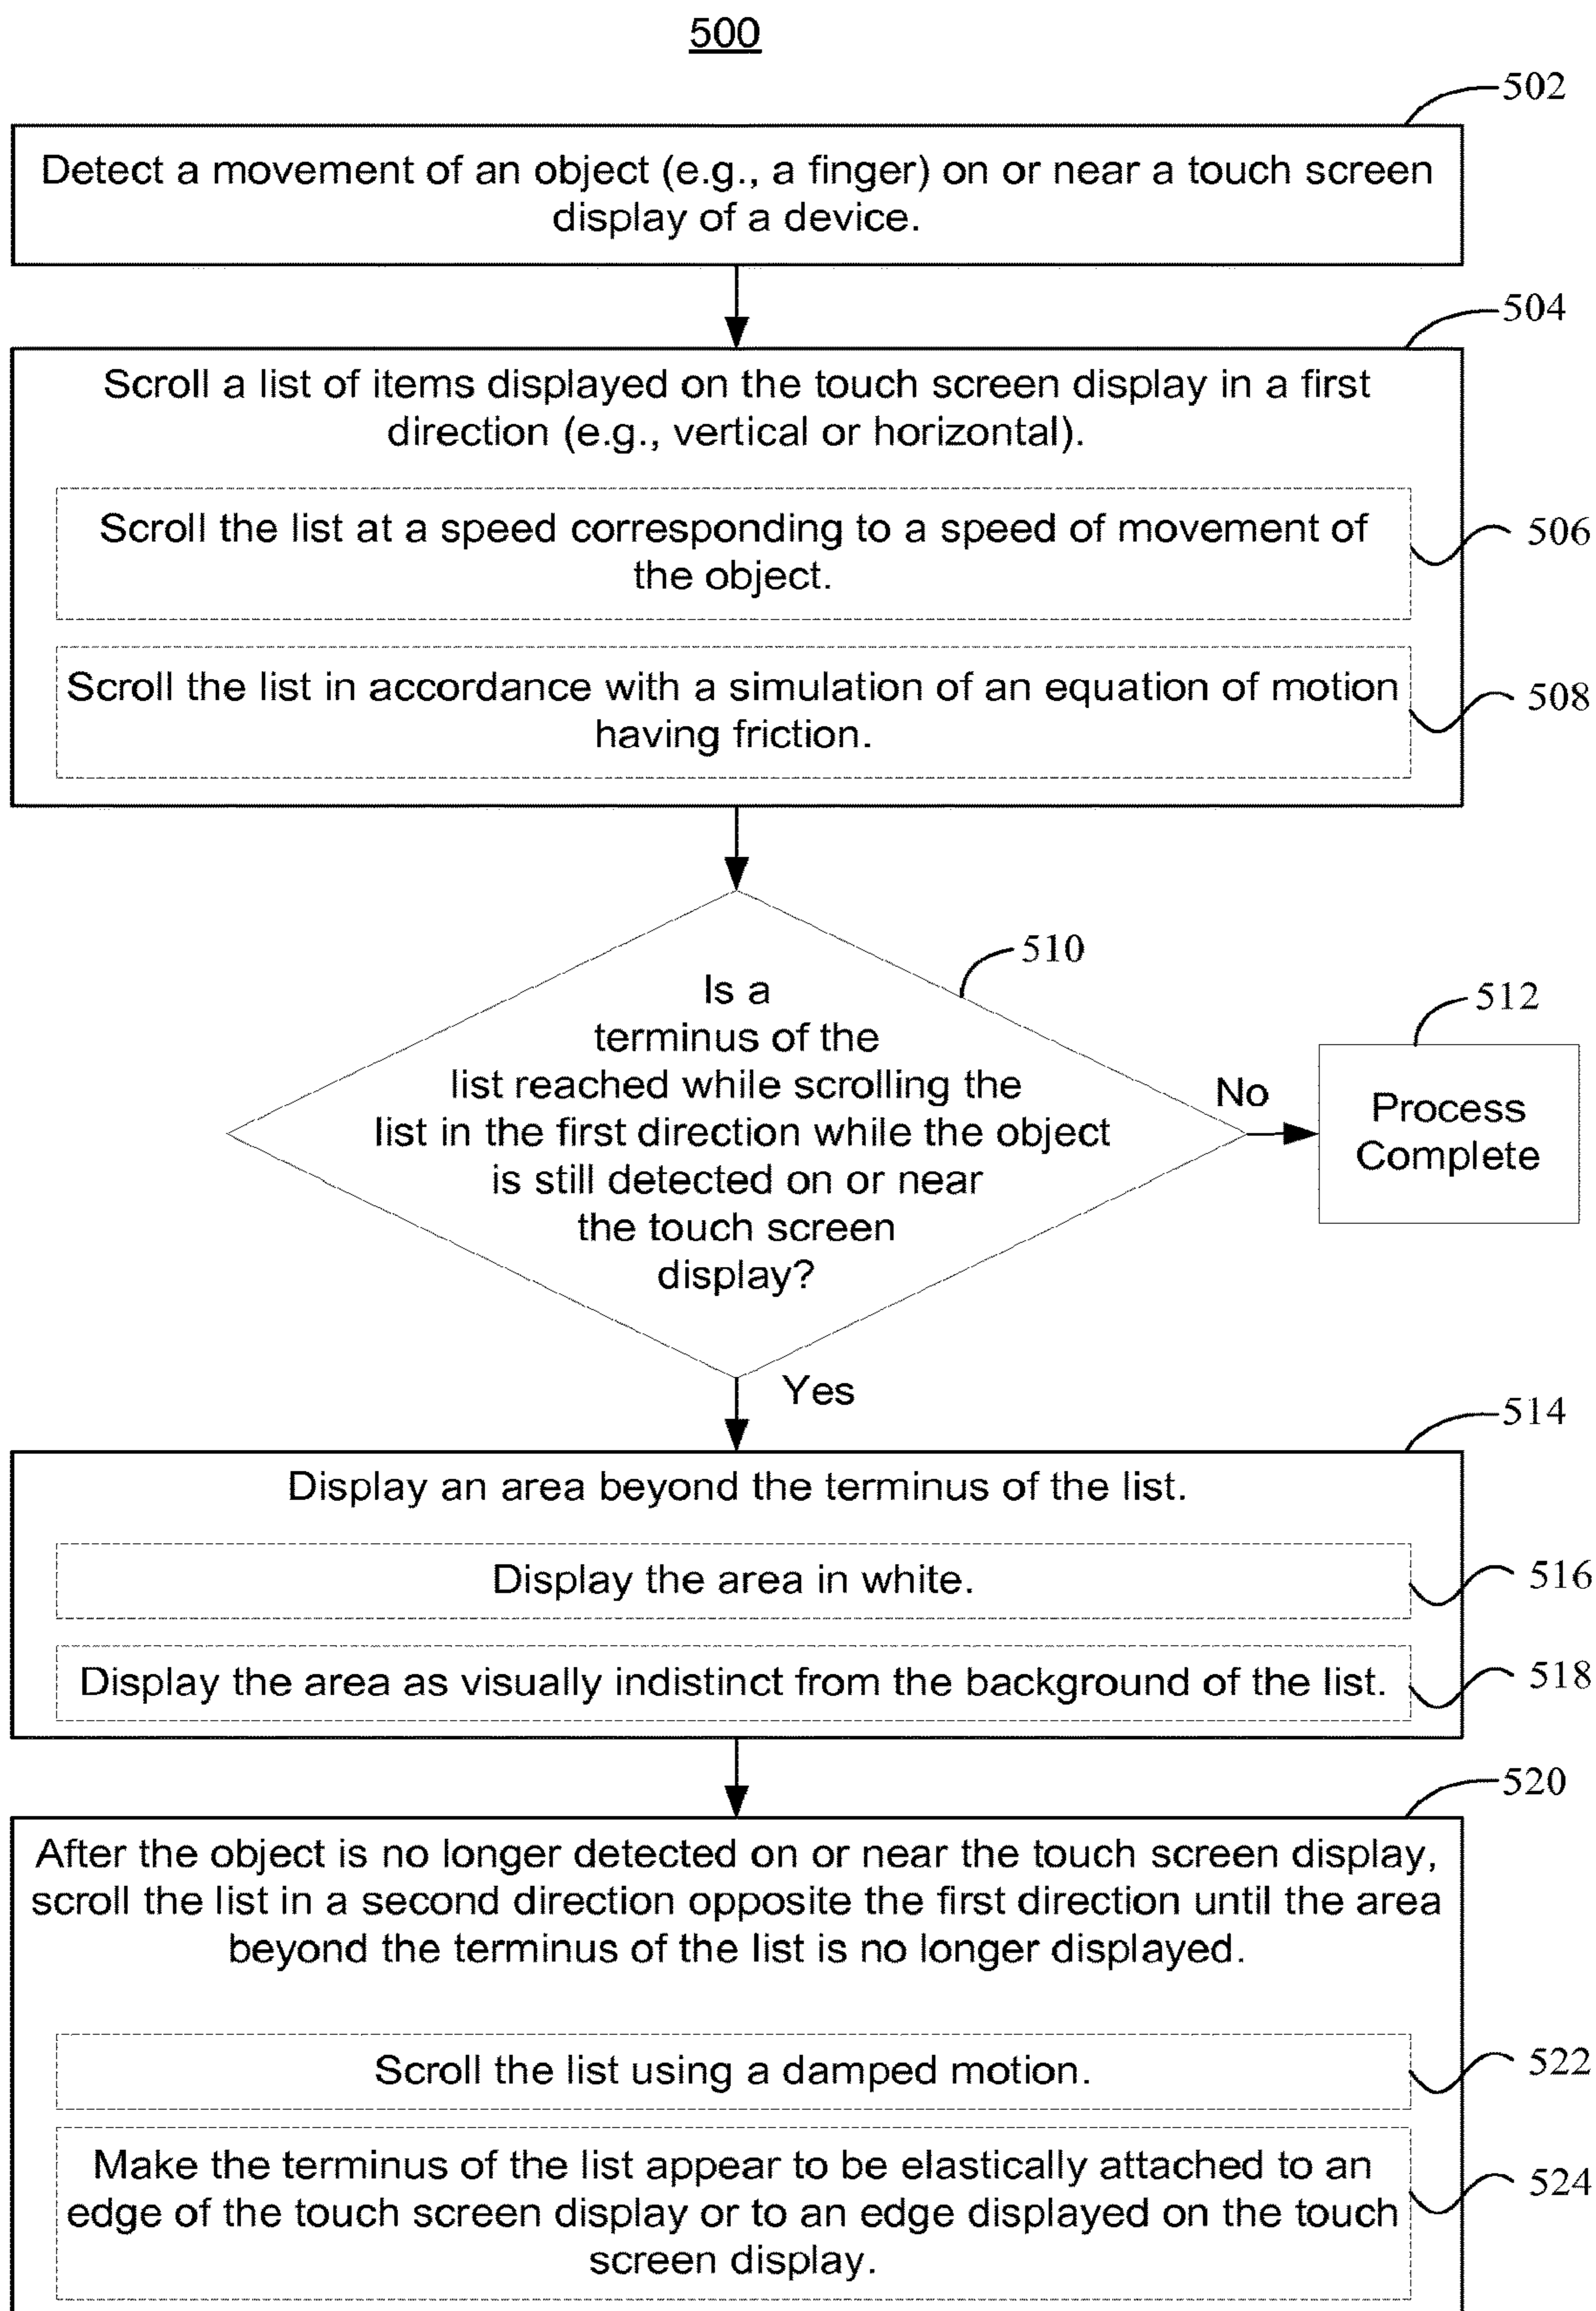 500
502
Detect a movement of an object (e.g., a finger) on or near a touch screen
display of a device.
504
Scroll a list of items displayed on the touch screen display in a first
direction (e.g., vertical or horizontal).
Scroll the list at a speed corresponding to a speed of movement of
the object.
506
Scroll the list in accordance with a simulation of an equation of motion
having friction.
508
510
Is a
terminus of the
list reached while scrolling the
list in the first direction while the object
is still detected on or near
the touch screen
display?
No
512
Process
Complete
Yes
514
Display an area beyond the terminus of the list.
Display the area in white.
516
Display the area as visually indistinct from the background of the list.
518
520
After the object is no longer detected on or near the touch screen display,
scroll the list in a second direction opposite the first direction until the area
beyond the terminus of the list is no longer displayed.
Scroll the list using a damped motion.
522
Make the terminus of the list appear to be elastically attached to an
edge of the touch screen display or to an edge displayed on the touch
screen display.
524